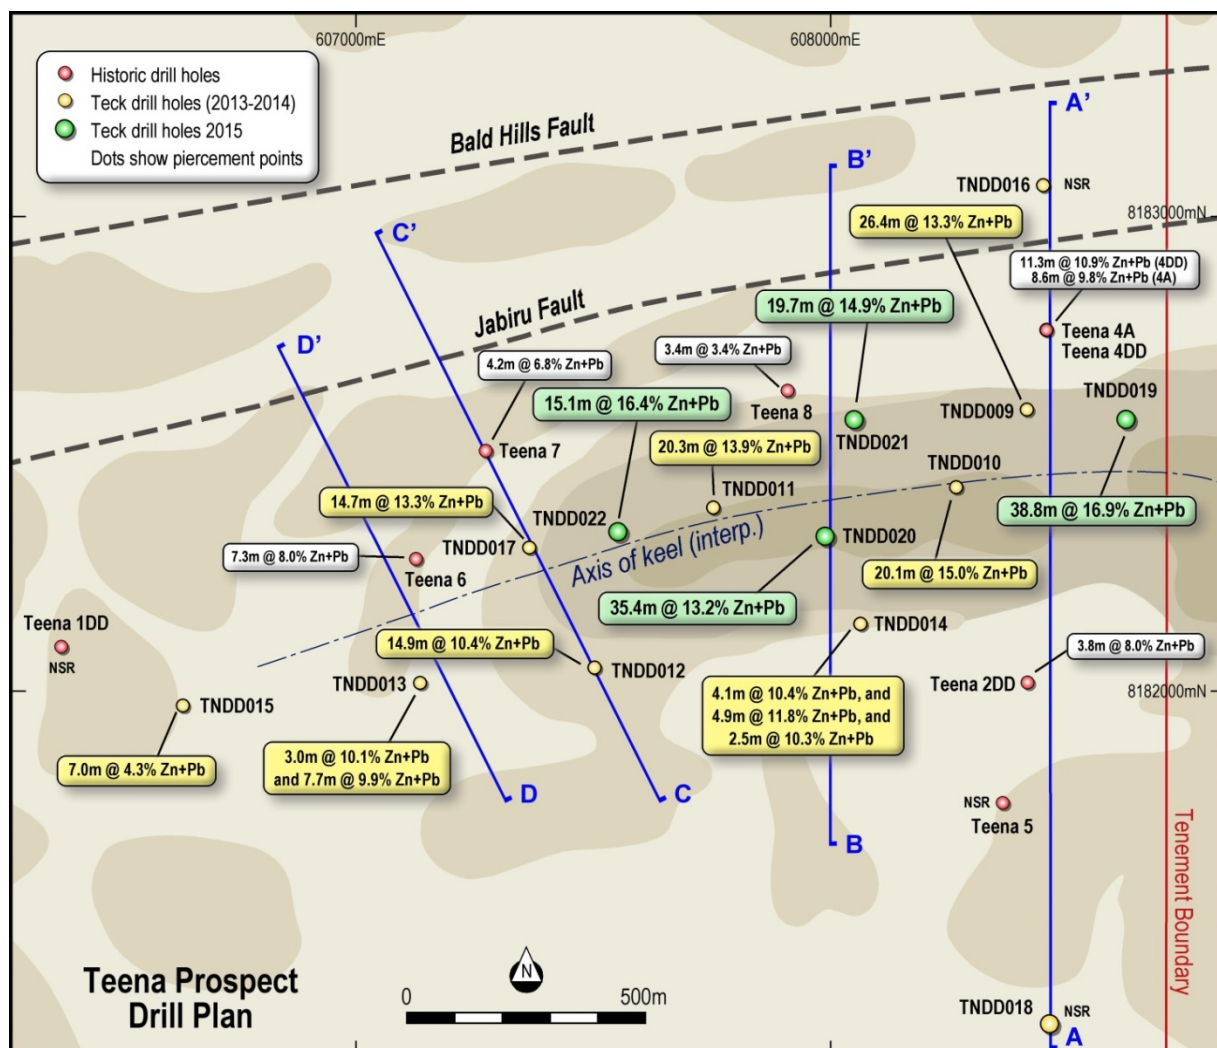 607000mE
608000mE
Historic drill holes
Teck drill holes (2013-2014)
Teck drill holes 2015
Dots show piercement points
Bald Hills Fault
A'
B'
TNDD016
NSR
8183000mN
26.4m @ 13.3% Zn+Pb
C'
11.3m @ 10.9% Zn+Pb (4DD)
8.6m @ 9.8% Zn+Pb (4A)
Jabiru Fault
19.7m @ 14.9% Zn+Pb
Teena 4A
Teena 4DD
D'
3.4m @ 3.4% Zn+Pb
4.2m @ 6.8% Zn+Pb
15.1m @ 16.4% Zn+Pb
Teena 8
TNDD009
TNDD019
TNDD021
Teena 7
20.3m @ 13.9% Zn+Pb
TNDD010
14.7m @ 13.3% Zn+Pb
TNDD011
TNDD022
38.8m @ 16.9% Zn+Pb
TNDD017
TNDD020
Axis of keel (interp.)
7.3m @ 8.0% Zn+Pb
Teena 6
20.1m @ 15.0% Zn+Pb
35.4m @ 13.2% Zn+Pb
Teena 1DD
NSR
TNDD014
14.9m @ 10.4% Zn+Pb
TNDD012
3.8m @ 8.0% Zn+Pb
TNDD013
Teena 2DD
8182000mN
TNDD015
4.1m @ 10.4% Zn+Pb, and
4.9m @ 11.8% Zn+Pb, and
2.5m @ 10.3% Zn+Pb
7.0m @ 4.3% Zn+Pb
3.0m @ 10.1% Zn+Pb
and 7.7m @ 9.9% Zn+Pb
D
C
NSR
Teena 5
B
Tenement Boundary
Teena Prospect
Drill Plan
N
0
500m
TNDD018
NSR
A